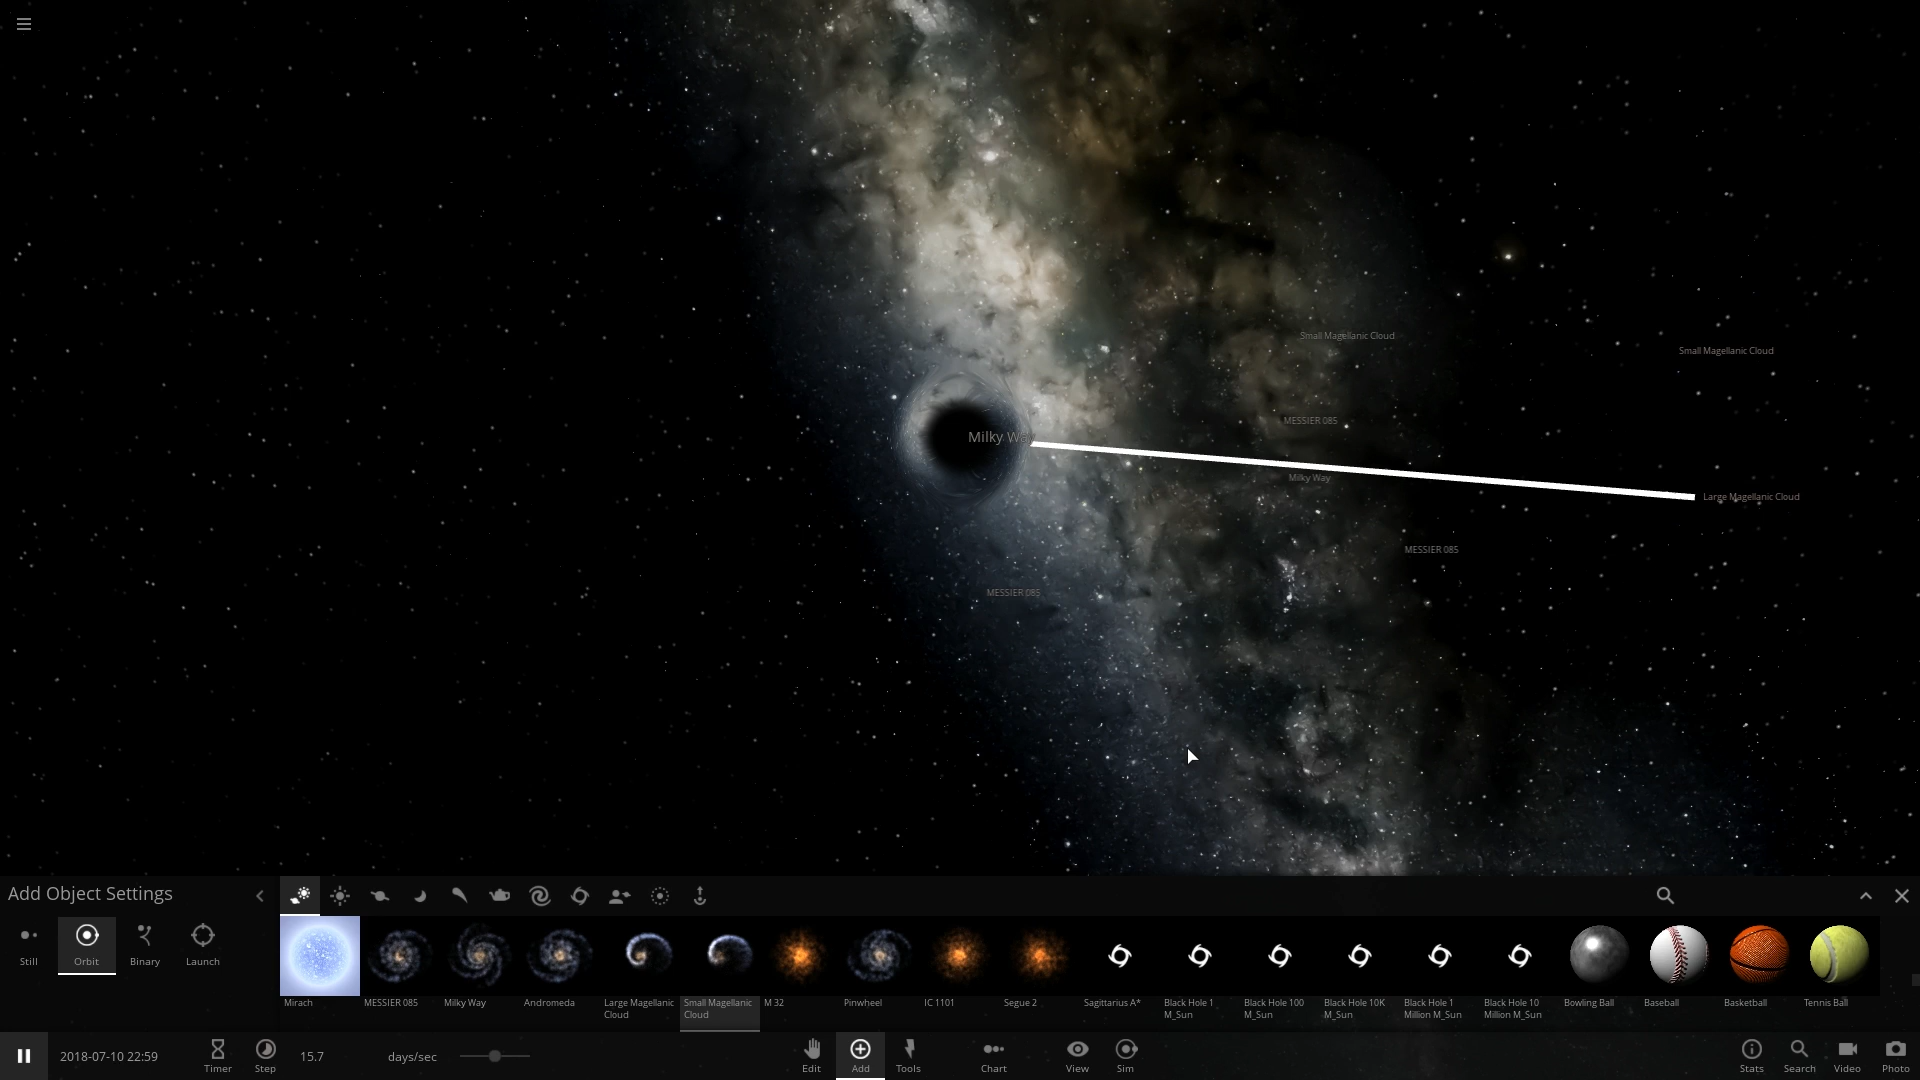 Small Magellanic Cloud
Small Magellanic Cloud
MESSIER 085
Milky Way
Milky Way
Large Magellanic Cloud
MESSIER 085
MESSIER 085
Add Object Settings
Still
Orbit
Binary
Launch
Mirach
MESSIER 085
Milky Way
Andromeda
Large Magellanic
Cloud
Small Magellanic
Cloud
M 32
Pinwheel
IC 1101
Segue 2
Sagittarius A*
Black Hole 1
M_Sun
Black Hole 100
M_Sun
Black Hole 10K
M_Sun
Black Hole 1
Million M_Sun
Black Hole 10
Million M_Sun
Bowling Ball
Baseball
Basketball
Tennis Ball
2018-07-10 22:59
Timer
Step
15.7
days/sec
Edit
Add
Tools
Chart
View
Sim
Stats
Search
Video
Photo